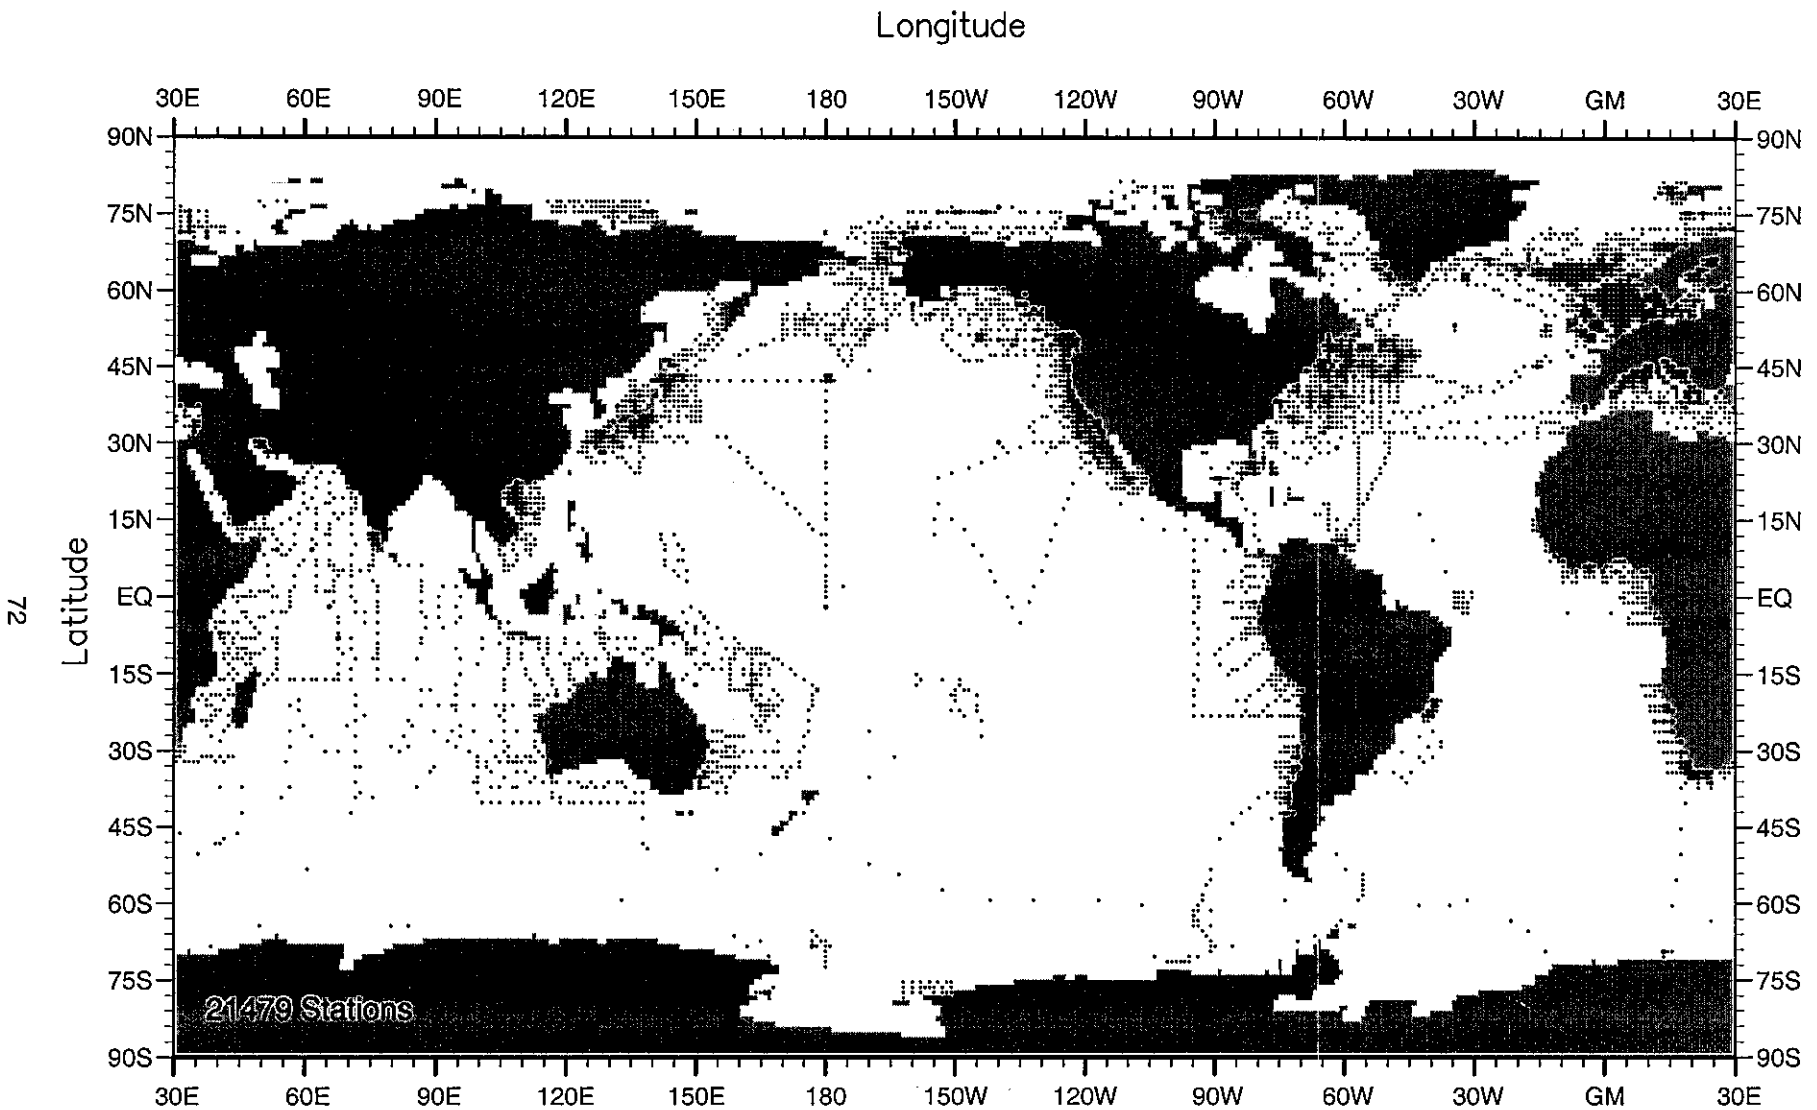 Longitude
30E 60E 90E 120E 150E 180 150W 120W 90W 60W 30W GM 30E
90N 90N
75N 75N
60N 60N
45N 45N
30N 30N
15N 15N
EQ EQ
15S 15S
30S 30S
45S 45S
60S 60S
75S 75S
90S 90S
Latitude
72
21479 Stations
30E 60E 90E 120E 150E 180 150W 120W 90W 60W 30W GM 30E